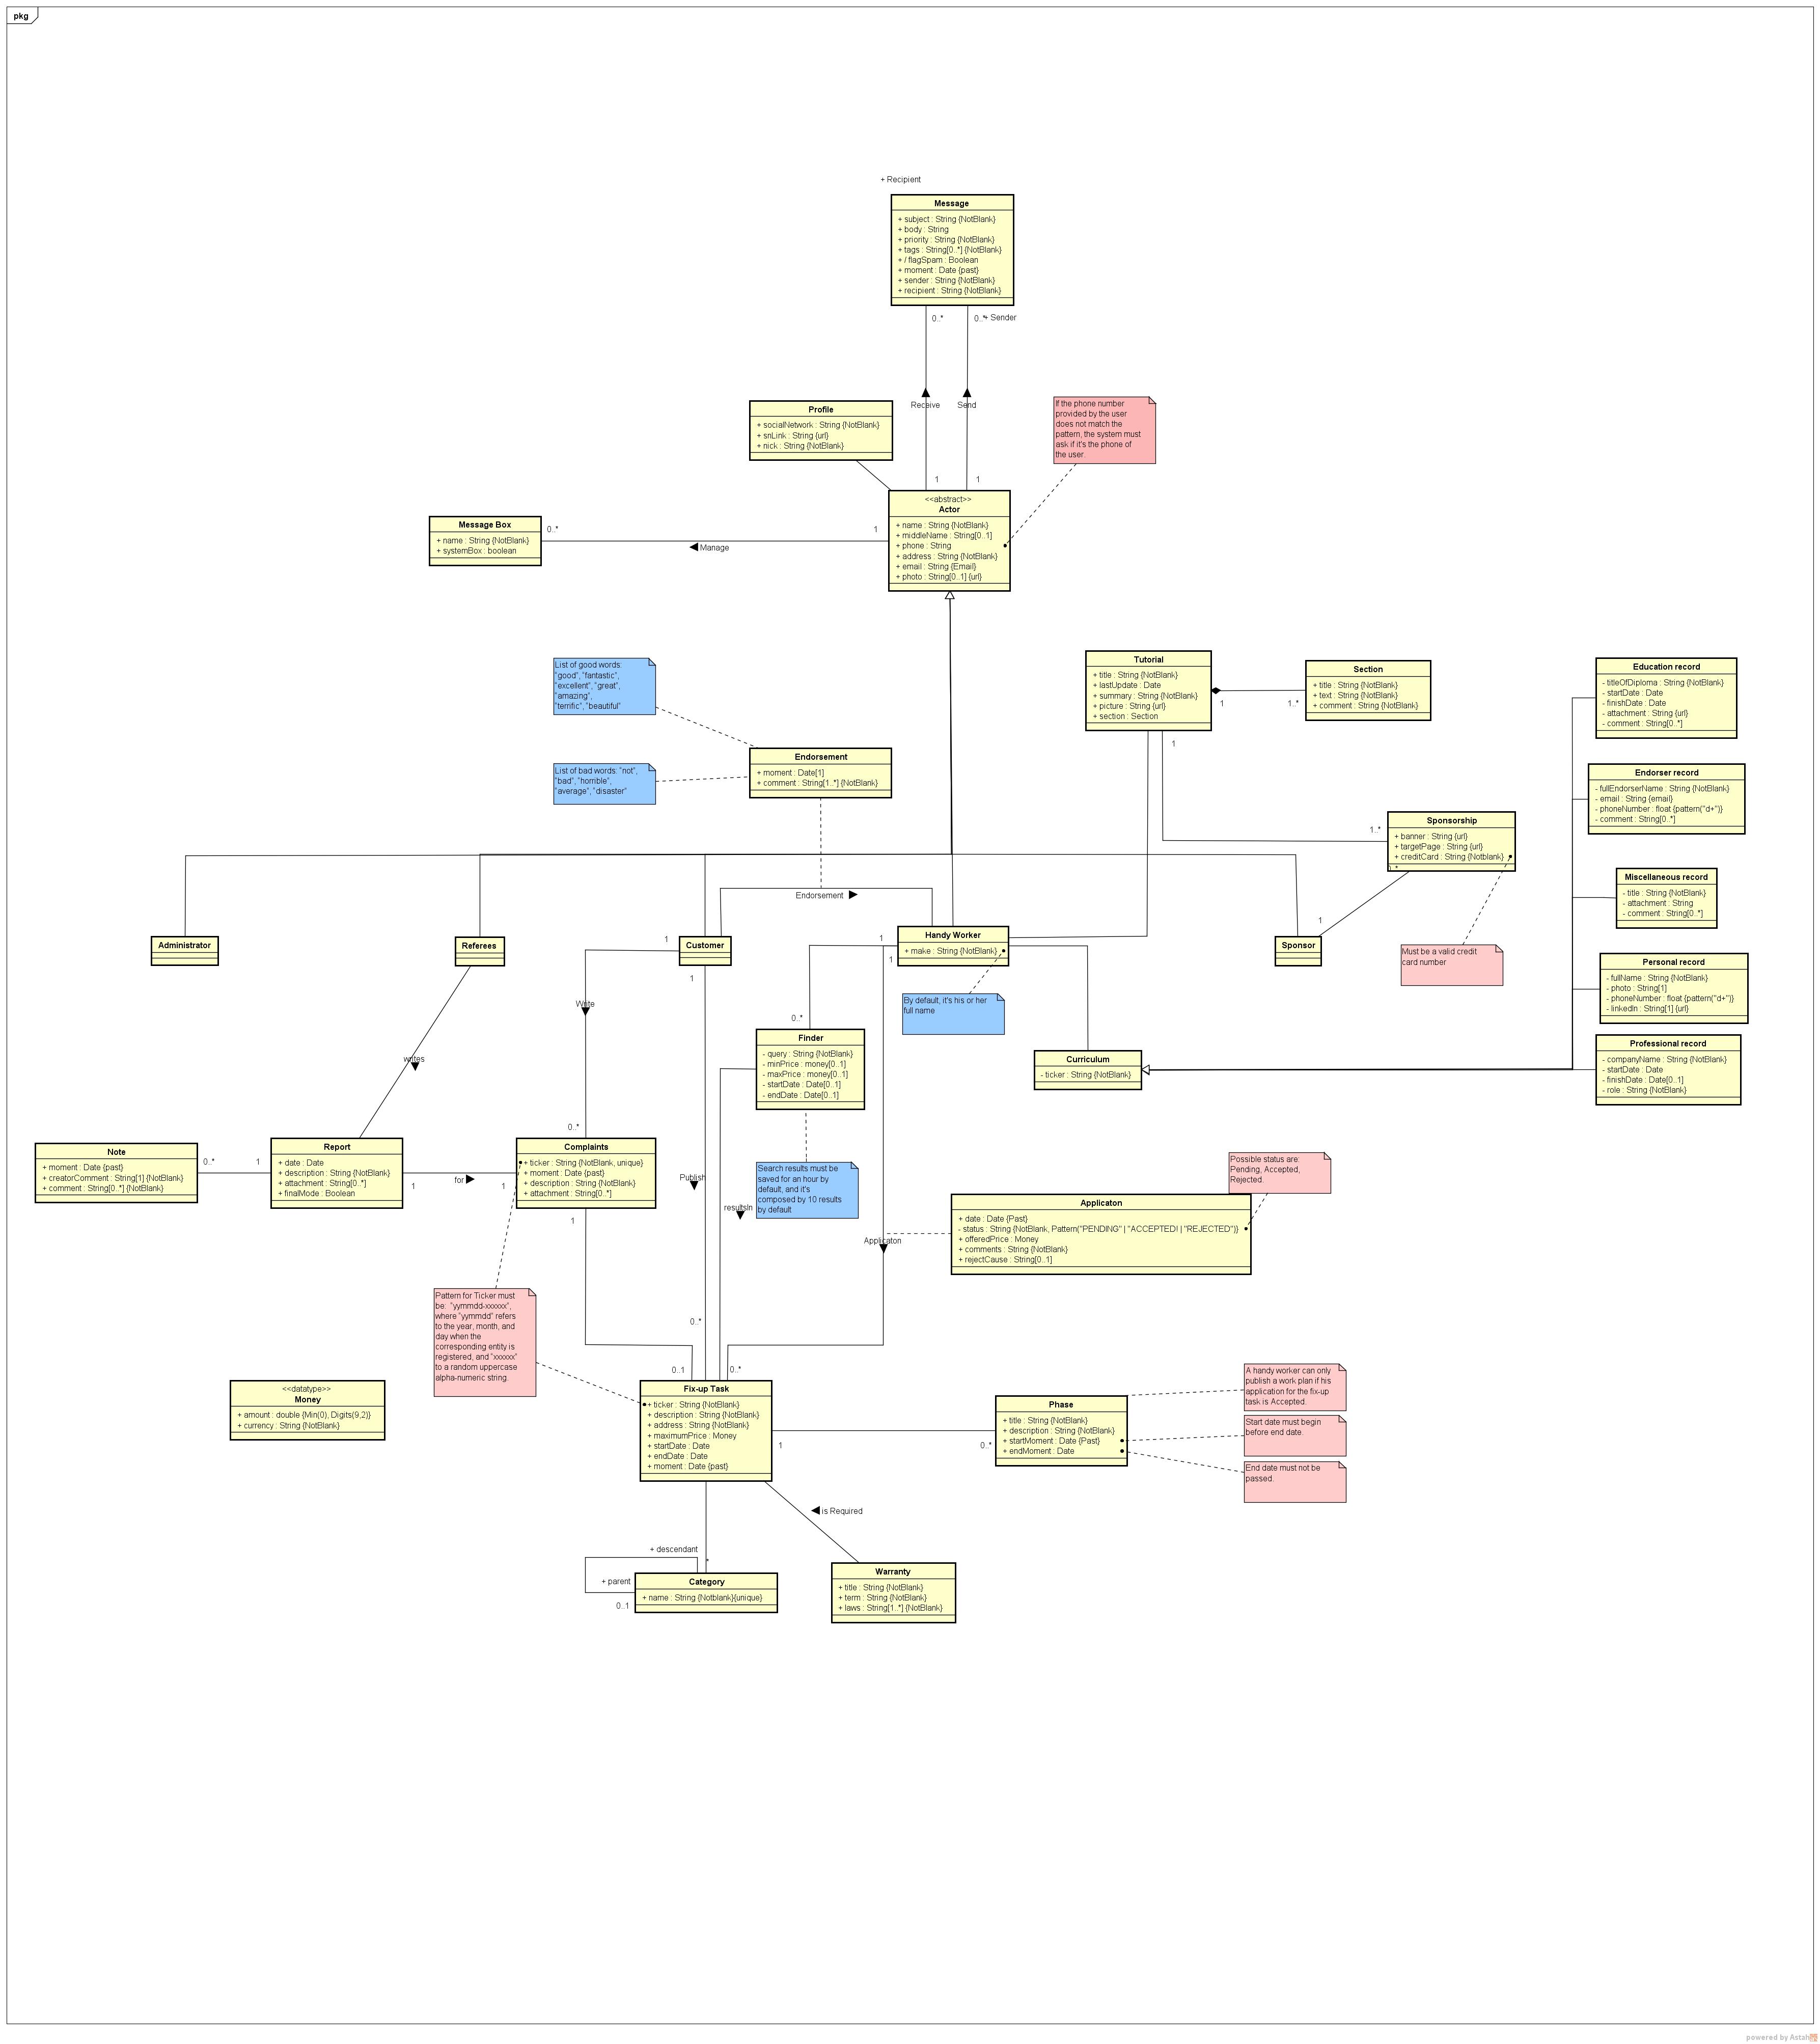 pkg
+ Recipient
Message
+ subject : String {NotBlank}
+ body : String
+ priority : String {NotBlank}
+ tags : String[0..*] {NotBlank}
+ / flagSpam : Boolean
+ moment : Date {past}
+ sender : String {NotBlank}
+ recipient : String {NotBlank}
0..*
0..*
+ Sender
Receive
Send
1
1
Profile
+ socialNetwork : String {NotBlank}
+ snLink : String {url}
+ nick : String {NotBlank}
If the phone number
provided by the user
does not match the
pattern, the system must
ask if it's the phone of
the user.
<<abstract>>
Actor
+ name : String {NotBlank}
+ middleName : String[0..1]
+ phone : String
+ address : String {NotBlank}
+ email : String {Email}
+ photo : String[0..1] {url}
Message Box
+ name : String {NotBlank}
+ systemBox : boolean
0..*
1
Manage
List of good words:
"good", "fantastic",
"excellent", "great",
"amazing",
"terrific", "beautiful"
List of bad words: "not",
"bad", "horrible",
"average", "disaster"
Endorsement
+ moment : Date[1]
+ comment : String[1..*] {NotBlank}
Endorsement
Tutorial
+ title : String {NotBlank}
+ lastUpdate : Date
+ summary : String {NotBlank}
+ picture : String {url}
+ section : Section
1
1..*
1
Section
+ title : String {NotBlank}
+ text : String {NotBlank}
+ comment : String {NotBlank}
Education record
- titleOfDiploma : String {NotBlank}
- startDate : Date
- finishDate : Date
- attachment : String {url}
- comment : String[0..*]
Endorser record
- fullEndorserName : String {NotBlank}
- email : String {email}
- phoneNumber : float {pattern("d+")}
- comment : String[0..*]
1..*
Sponsorship
+ banner : String {url}
+ targetPage : String {url}
+ creditCard : String {Notblank}
0..*
1
Miscellaneous record
- title : String {NotBlank}
- attachment : String
- comment : String[0..*]
Must be a valid credit
card number
Personal record
- fullName : String {NotBlank}
- photo : String[1]
- phoneNumber : float {pattern("d+")}
- linkedIn : String[1] {url}
Professional record
- companyName : String {NotBlank}
- startDate : Date
- finishDate : Date[0..1]
- role : String {NotBlank}
Administrator
Referees
Customer
Handy Worker
+ make : String {NotBlank}
Sponsor
1
1
1
1
By default, it's his or her
full name
Write
0..*
Finder
- query : String {NotBlank}
- minPrice : money[0..1]
- maxPrice : money[0..1]
- startDate : Date[0..1]
- endDate : Date[0..1]
Curriculum
- ticker : String {NotBlank}
writes
0..*
Note
+ moment : Date {past}
+ creatorComment : String[1] {NotBlank}
+ comment : String[0..*] {NotBlank}
0..*
1
Report
+ date : Date
+ description : String {NotBlank}
+ attachment : String[0..*]
+ finalMode : Boolean
1
for
1
Complaints
+ ticker : String {NotBlank, unique}
+ moment : Date {past}
+ description : String {NotBlank}
+ attachment : String[0..*]
1
Publish
resultsIn
Search results must be
saved for an hour by
default, and it's
composed by 10 results
by default
Possible status are:
Pending, Accepted,
Rejected.
Applicaton
Applicaton
+ date : Date {Past}
- status : String {NotBlank, Pattern("PENDING" | "ACCEPTED! | "REJECTED")}
+ offeredPrice : Money
+ comments : String {NotBlank}
+ rejectCause : String[0..1]
Pattern for Ticker must
be: "yymmdd-xxxxxx",
where "yymmdd" refers
to the year, month, and
day when the
corresponding entity is
registered, and "xxxxxx"
to a random uppercase
alpha-numeric string.
0..*
0..1
0..*
<<datatype>>
Money
+ amount : double {Min(0), Digits(9,2)}
+ currency : String {NotBlank}
Fix-up Task
+ ticker : String {NotBlank}
+ description : String {NotBlank}
+ address : String {NotBlank}
+ maximumPrice : Money
+ startDate : Date
+ endDate : Date
+ moment : Date {past}
1
0..*
Phase
+ title : String {NotBlank}
+ description : String {NotBlank}
+ startMoment : Date {Past}
+ endMoment : Date
A handy worker can only
publish a work plan if his
application for the fix-up
task is Accepted.
Start date must begin
before end date.
End date must not be
passed.
is Required
+ descendant
*
+ parent
0..1
Category
+ name : String {Notblank}{unique}
Warranty
+ title : String {NotBlank}
+ term : String {NotBlank}
+ laws : String[1..*] {NotBlank}
powered by Astah